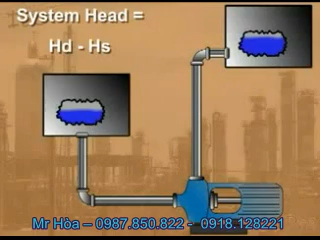 System Head =
Hd - Hs
Mr Hòa – 0987.850.822 - 0918.128221